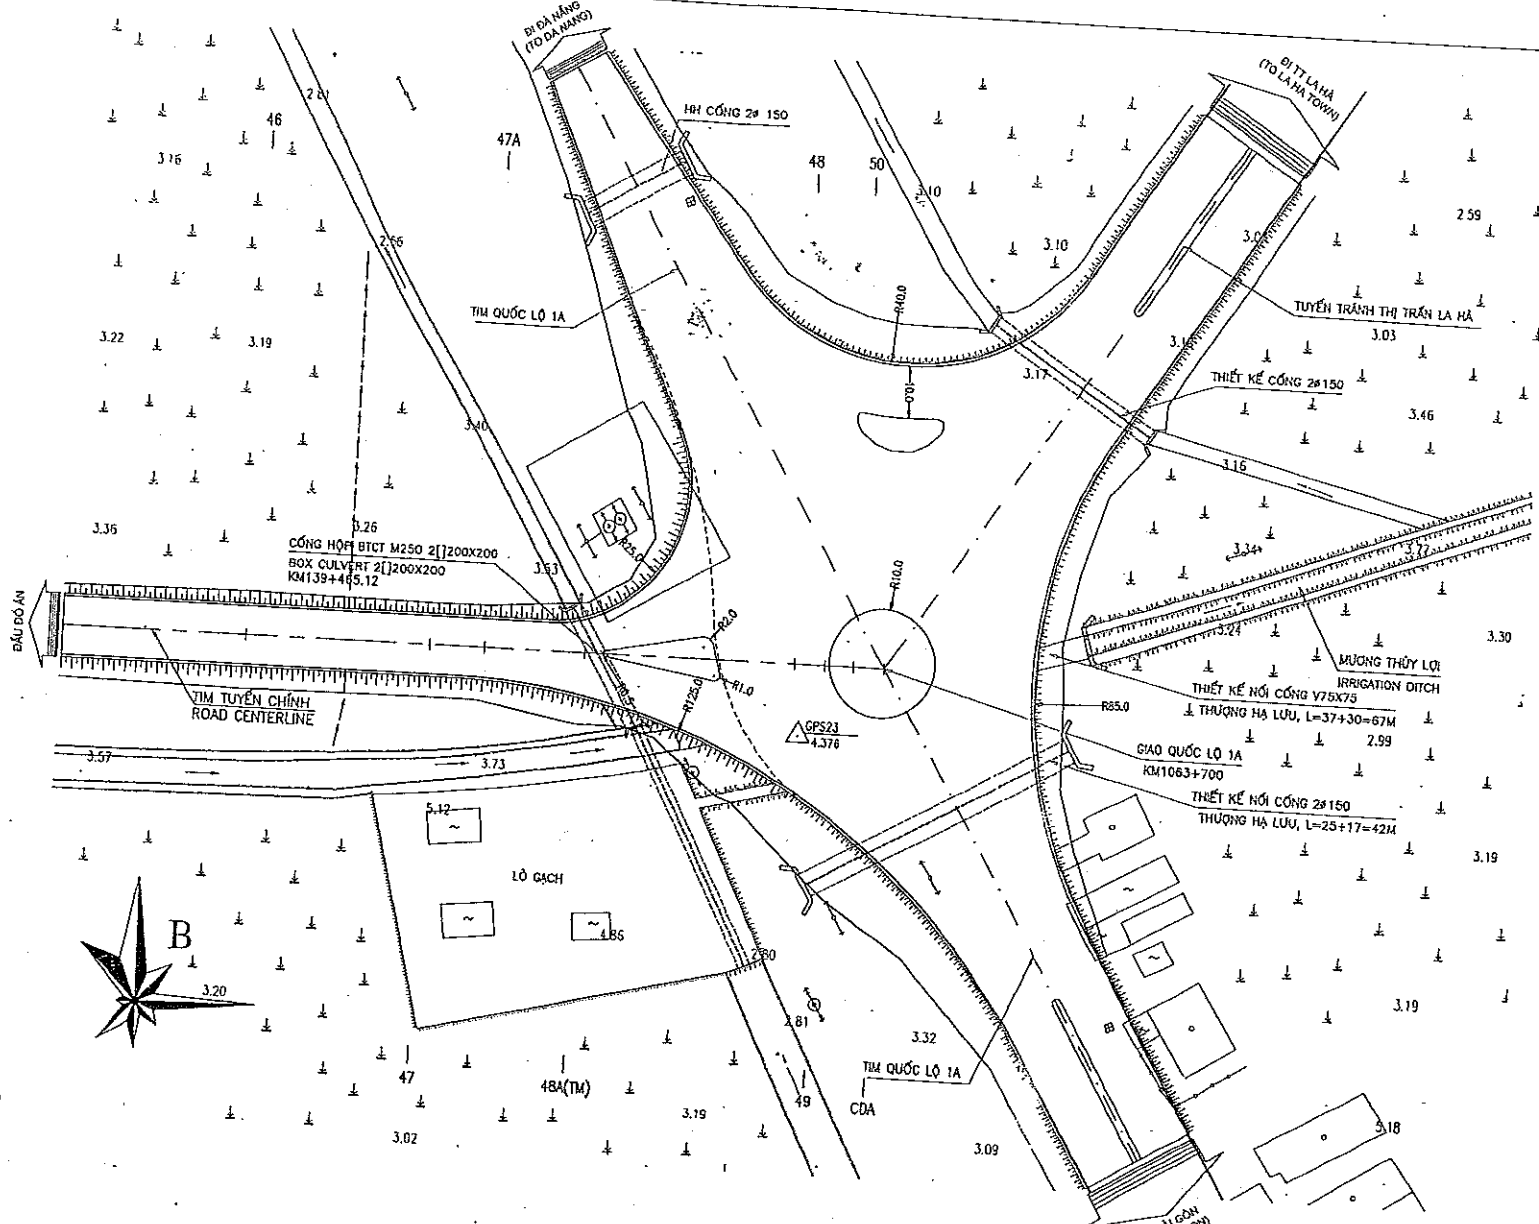 ĐI ĐÀ NẴNG
(TO DA NANG)
ĐI TT LA HÀ
(TO LA HA TOWN)
46
3.16
47A
HH CỐNG 2ø 150
48
50
3.10
3.10
2.59
2.56
TIM QUỐC LỘ 1A
R40.0
TUYẾN TRÁNH THỊ TRẤN LA HÀ
3.03
3.22
3.19
3.17
THIẾT KẾ CỐNG 2ø150
10.0
3.46
3.40
3.16
3.36
3.26
CỐNG HỘP BTCT M250 2[]200X200
BOX CULVERT 2[]200X200
KM139+465.12
3.53
R25.0
R10.0
3.34
3.77
ĐẦU DỰ ÁN
R2.0
3.24
3.30
R1.0
MƯƠNG THỦY LỢI
IRRIGATION DITCH
TIM TUYẾN CHÍNH
ROAD CENTERLINE
R125.0
THIẾT KẾ NỐI CỐNG V75X75
THƯỢNG HẠ LƯU, L=37+30=67M
R85.0
2.99
GPS23
4.376
GIAO QUỐC LỘ 1A
KM1063+700
3.57
3.73
THIẾT KẾ NỐI CỐNG 2ø150
THƯỢNG HẠ LƯU, L=25+17=42M
5.12
3.19
LÒ GẠCH
B
4.86
2.80
3.20
3.19
2.81
3.32
TIM QUỐC LỘ 1A
CDA
47
48A(TM)
49
3.19
3.02
3.09
5.18